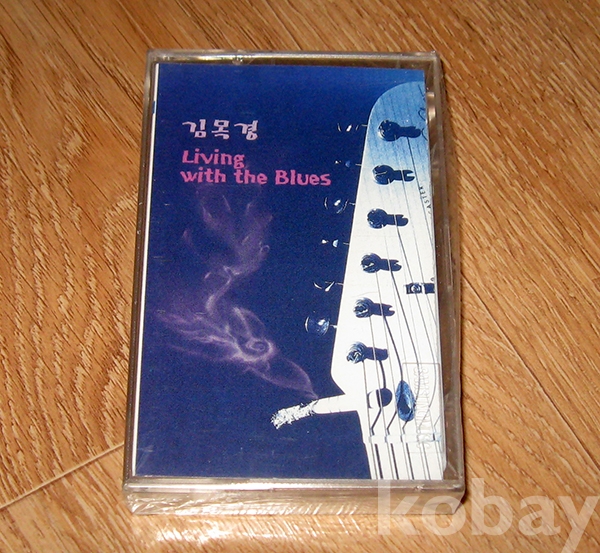 김목경
Living
with the Blues
kobay